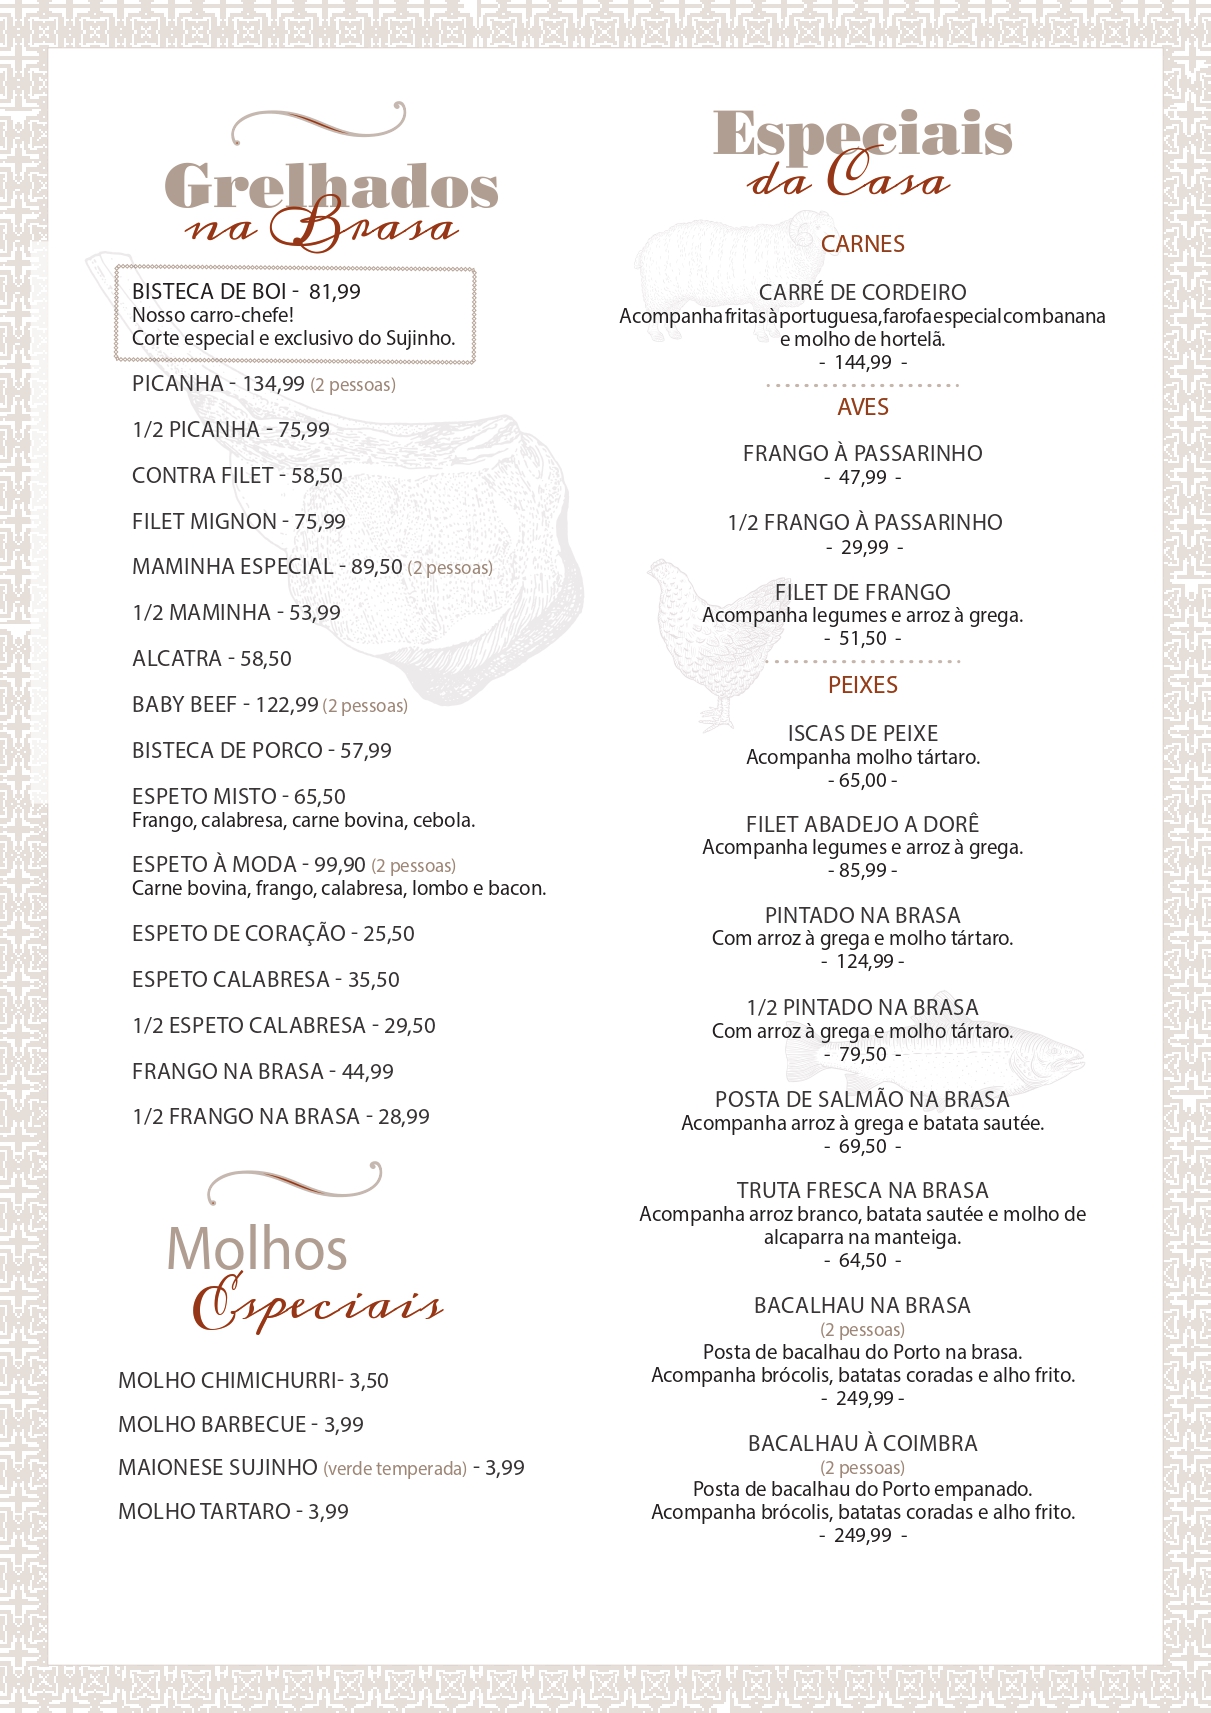 Grelhados
na Brasa
BISTECA DE BOI - 81,99
Nosso carro-chefe!
Corte especial e exclusivo do Sujinho.
PICANHA - 134,99 (2 pessoas)
1/2 PICANHA - 75,99
CONTRA FILET - 58,50
FILET MIGNON - 75,99
MAMINHA ESPECIAL - 89,50 (2 pessoas)
1/2 MAMINHA - 53,99
ALCATRA - 58,50
BABY BEEF - 122,99 (2 pessoas)
BISTECA DE PORCO - 57,99
ESPETO MISTO - 65,50
Frango, calabresa, carne bovina, cebola.
ESPETO À MODA - 99,90 (2 pessoas)
Carne bovina, frango, calabresa, lombo e bacon.
ESPETO DE CORAÇÃO - 25,50
ESPETO CALABRESA - 35,50
1/2 ESPETO CALABRESA - 29,50
FRANGO NA BRASA - 44,99
1/2 FRANGO NA BRASA - 28,99
Molhos
Especiais
MOLHO CHIMICHURRI- 3,50
MOLHO BARBECUE - 3,99
MAIONESE SUJINHO (verde temperada) - 3,99
MOLHO TARTARO - 3,99
Especiais
da Casa
CARNES
CARRÉ DE CORDEIRO
Acompanha fritas à portuguesa, farofa especial com banana
e molho de hortelã.
- 144,99 -
AVES
FRANGO À PASSARINHO
- 47,99 -
1/2 FRANGO À PASSARINHO
- 29,99 -
FILET DE FRANGO
Acompanha legumes e arroz à grega.
- 51,50 -
PEIXES
ISCAS DE PEIXE
Acompanha molho tártaro.
- 65,00 -
FILET ABADEJO A DORÊ
Acompanha legumes e arroz à grega.
- 85,99 -
PINTADO NA BRASA
Com arroz à grega e molho tártaro.
- 124,99 -
1/2 PINTADO NA BRASA
Com arroz à grega e molho tártaro.
- 79,50 -
POSTA DE SALMÃO NA BRASA
Acompanha arroz à grega e batata sautée.
- 69,50 -
TRUTA FRESCA NA BRASA
Acompanha arroz branco, batata sautée e molho de
alcaparra na manteiga.
- 64,50 -
BACALHAU NA BRASA
(2 pessoas)
Posta de bacalhau do Porto na brasa.
Acompanha brócolis, batatas coradas e alho frito.
- 249,99 -
BACALHAU À COIMBRA
(2 pessoas)
Posta de bacalhau do Porto empanado.
Acompanha brócolis, batatas coradas e alho frito.
- 249,99 -